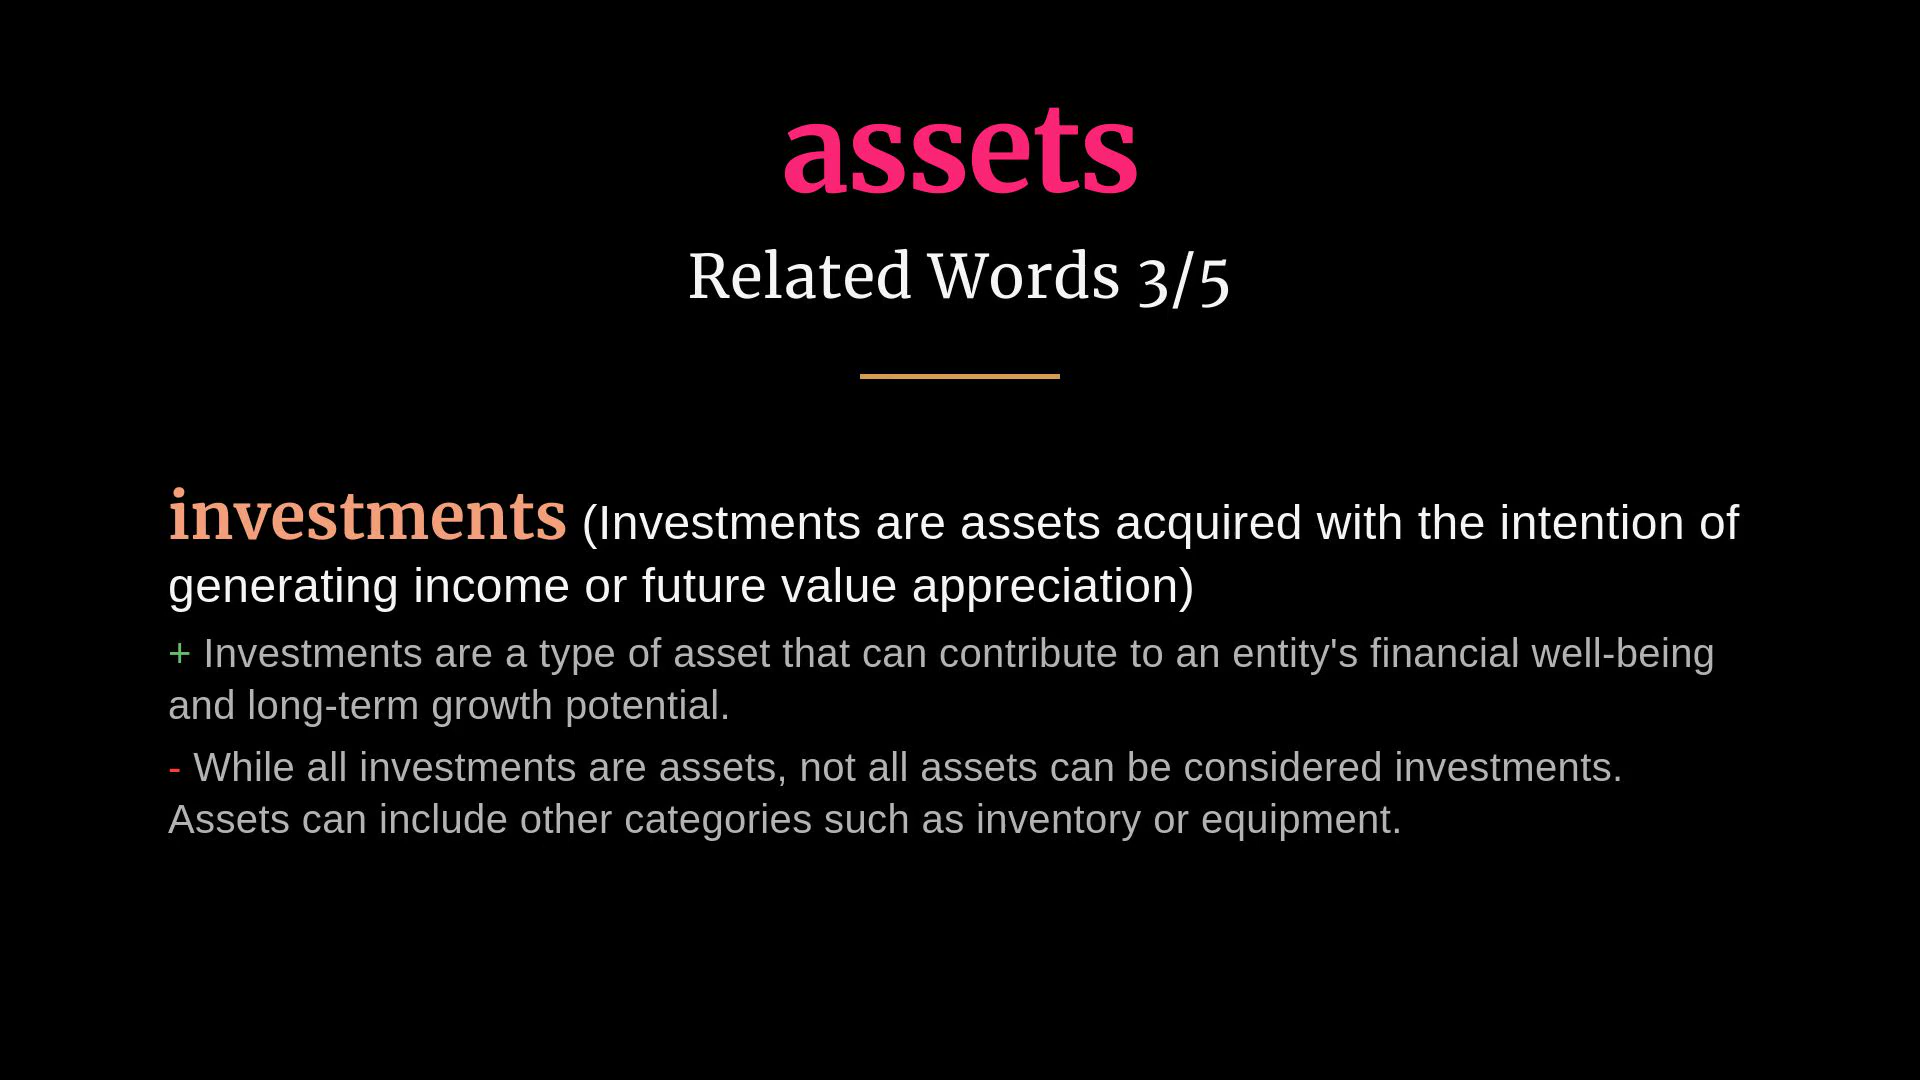 assets
Related Words 3/5
investments (Investments are assets acquired with the intention of
generating income or future value appreciation)
+ Investments are a type of asset that can contribute to an entity's financial well-being
and long-term growth potential.
- While all investments are assets, not all assets can be considered investments.
Assets can include other categories such as inventory or equipment.